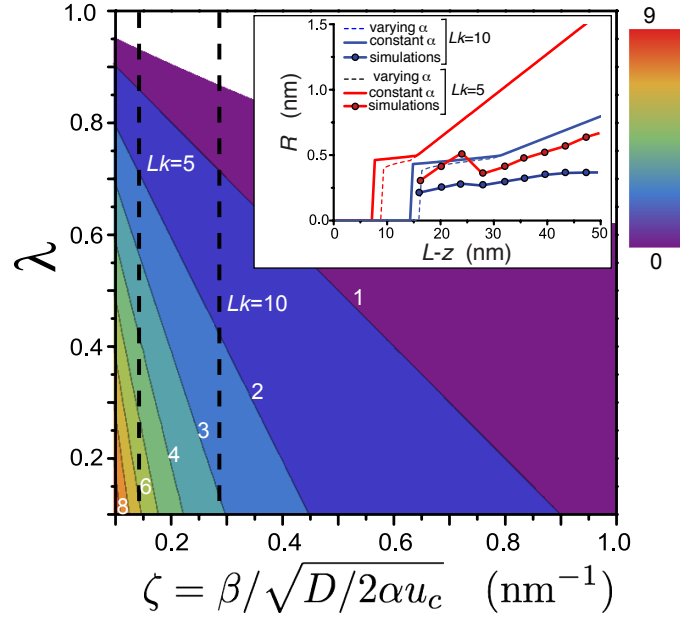 1.5
1.0
0.5
0.0
R (nm)
0 10 20 30 40 50
L-z (nm)
varying α
constant α
simulations
Lk=10
varying α
constant α
simulations
Lk=5
9
0
1.0
0.8
0.6
0.4
0.2
λ
Lk=5
Lk=10
1
2
3
4
6
8
0.2 0.4 0.6 0.8 1.0
ζ = β/√D/2αu_c (nm⁻¹)